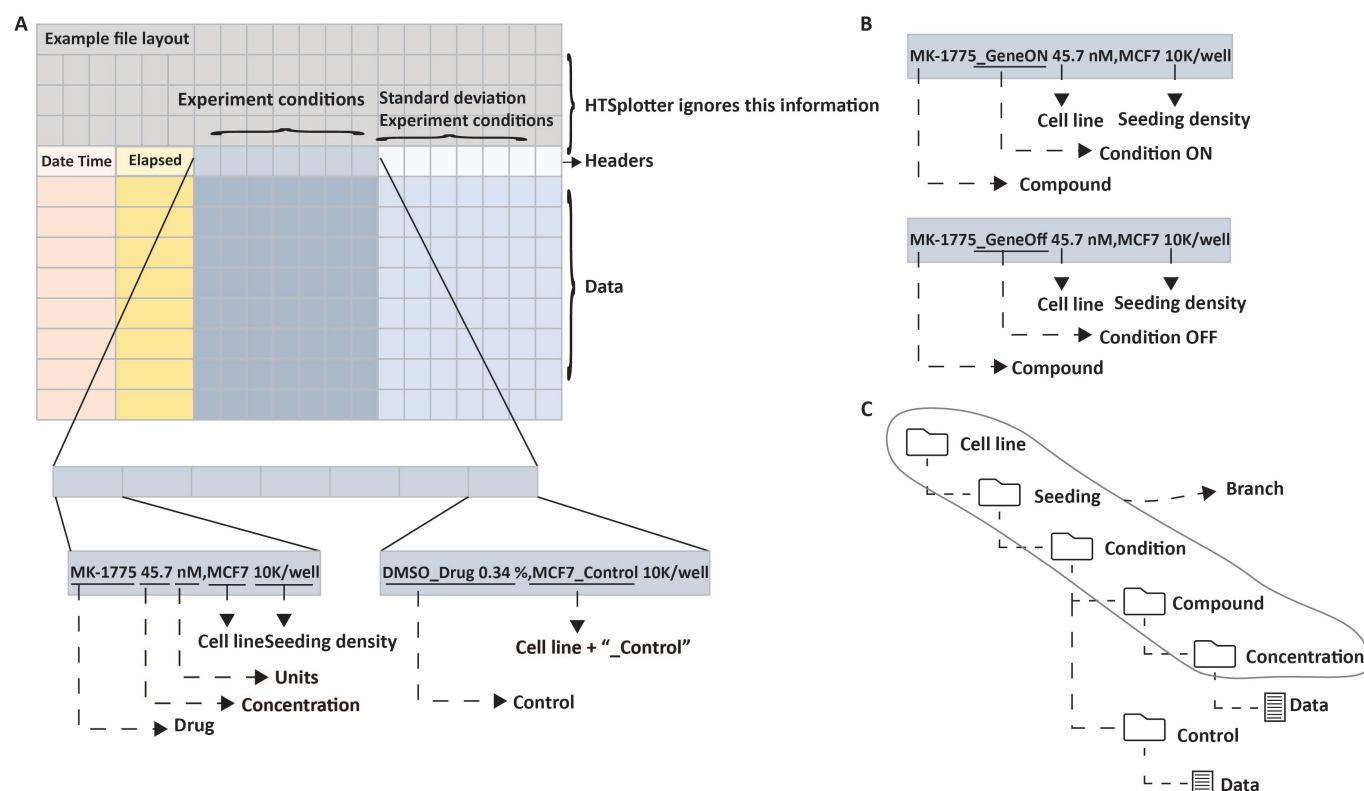 A
Example file layout
Experiment conditions
Standard deviation
Experiment conditions
HTSplotter ignores this information
Date Time
Elapsed
Headers
Data
MK-1775 45.7 nM,MCF7 10K/well
Cell line
Seeding density
Units
Concentration
Drug
DMSO_Drug 0.34 %,MCF7_Control 10K/well
Cell line + “_Control”
Control
B
MK-1775_GeneON 45.7 nM,MCF7 10K/well
Cell line
Seeding density
Condition ON
Compound
MK-1775_GeneOff 45.7 nM,MCF7 10K/well
Cell line
Seeding density
Condition OFF
Compound
C
Cell line
Seeding
Branch
Condition
Compound
Concentration
Data
Control
Data